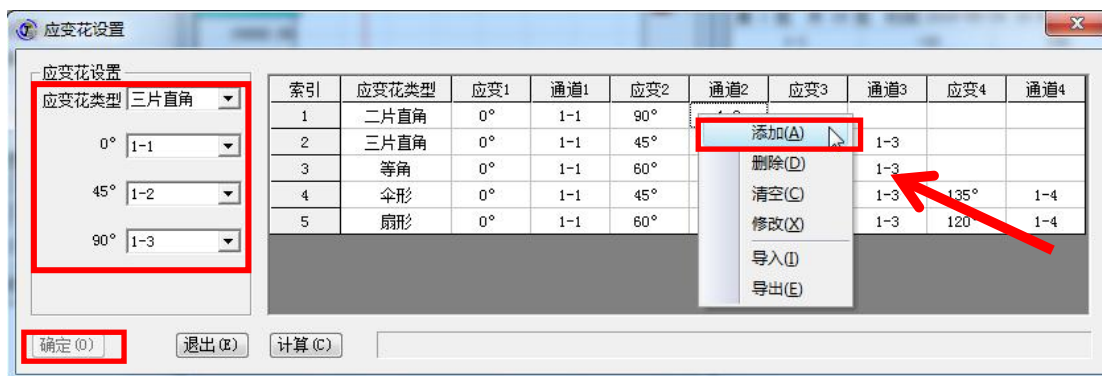 应变花设置
应变花设置
应变花类型 三片直角
0° 1-1
45° 1-2
90° 1-3
索引 应变花类型 应变1 通道1 应变2 通道2 应变3 通道3 应变4 通道4
1 二片直角 0° 1-1 90°
2 三片直角 0° 1-1 45° 1-3
3 等角 0° 1-1 60° 1-3
4 伞形 0° 1-1 45° 1-3 135° 1-4
5 扇形 0° 1-1 60° 1-3 120° 1-4
添加(A)
删除(D)
清空(C)
修改(X)
导入(I)
导出(E)
确定(O) 退出(E) 计算(C)